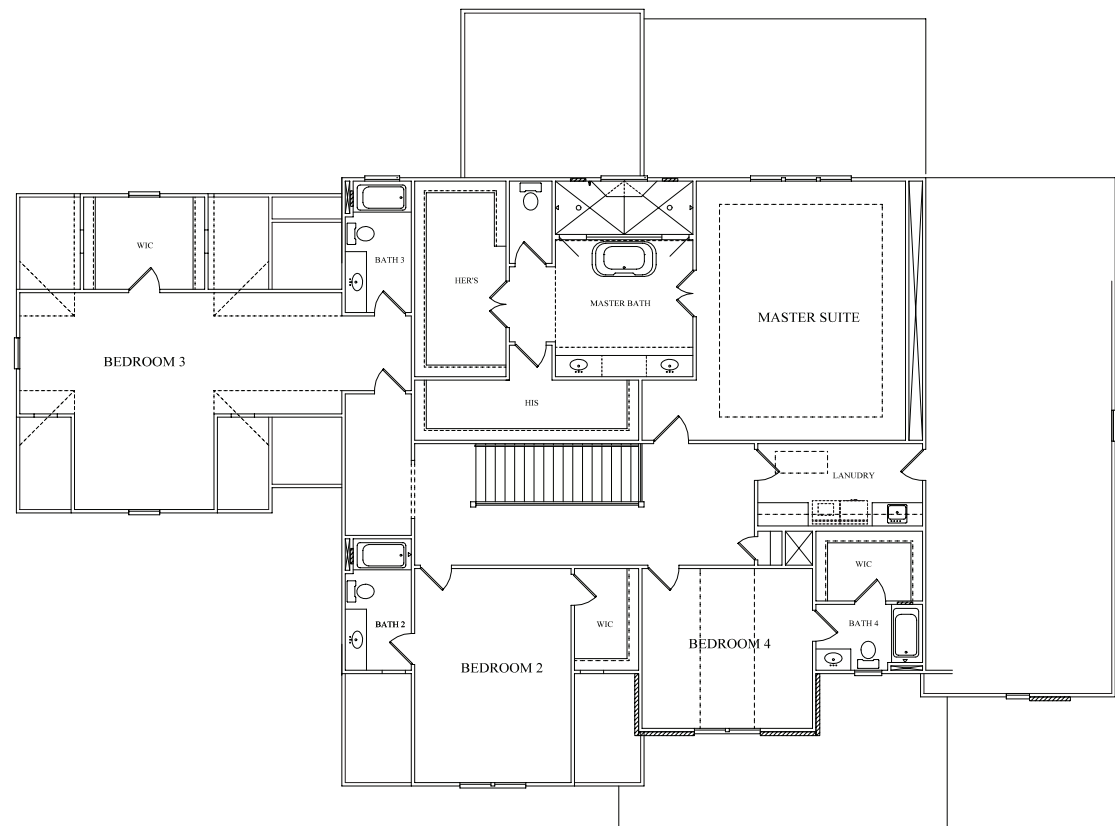 WIC
BATH 3
HER'S
MASTER BATH
MASTER SUITE
BEDROOM 3
HIS
LANUDRY
WIC
BATH 2
WIC
BATH 4
BEDROOM 4
BEDROOM 2